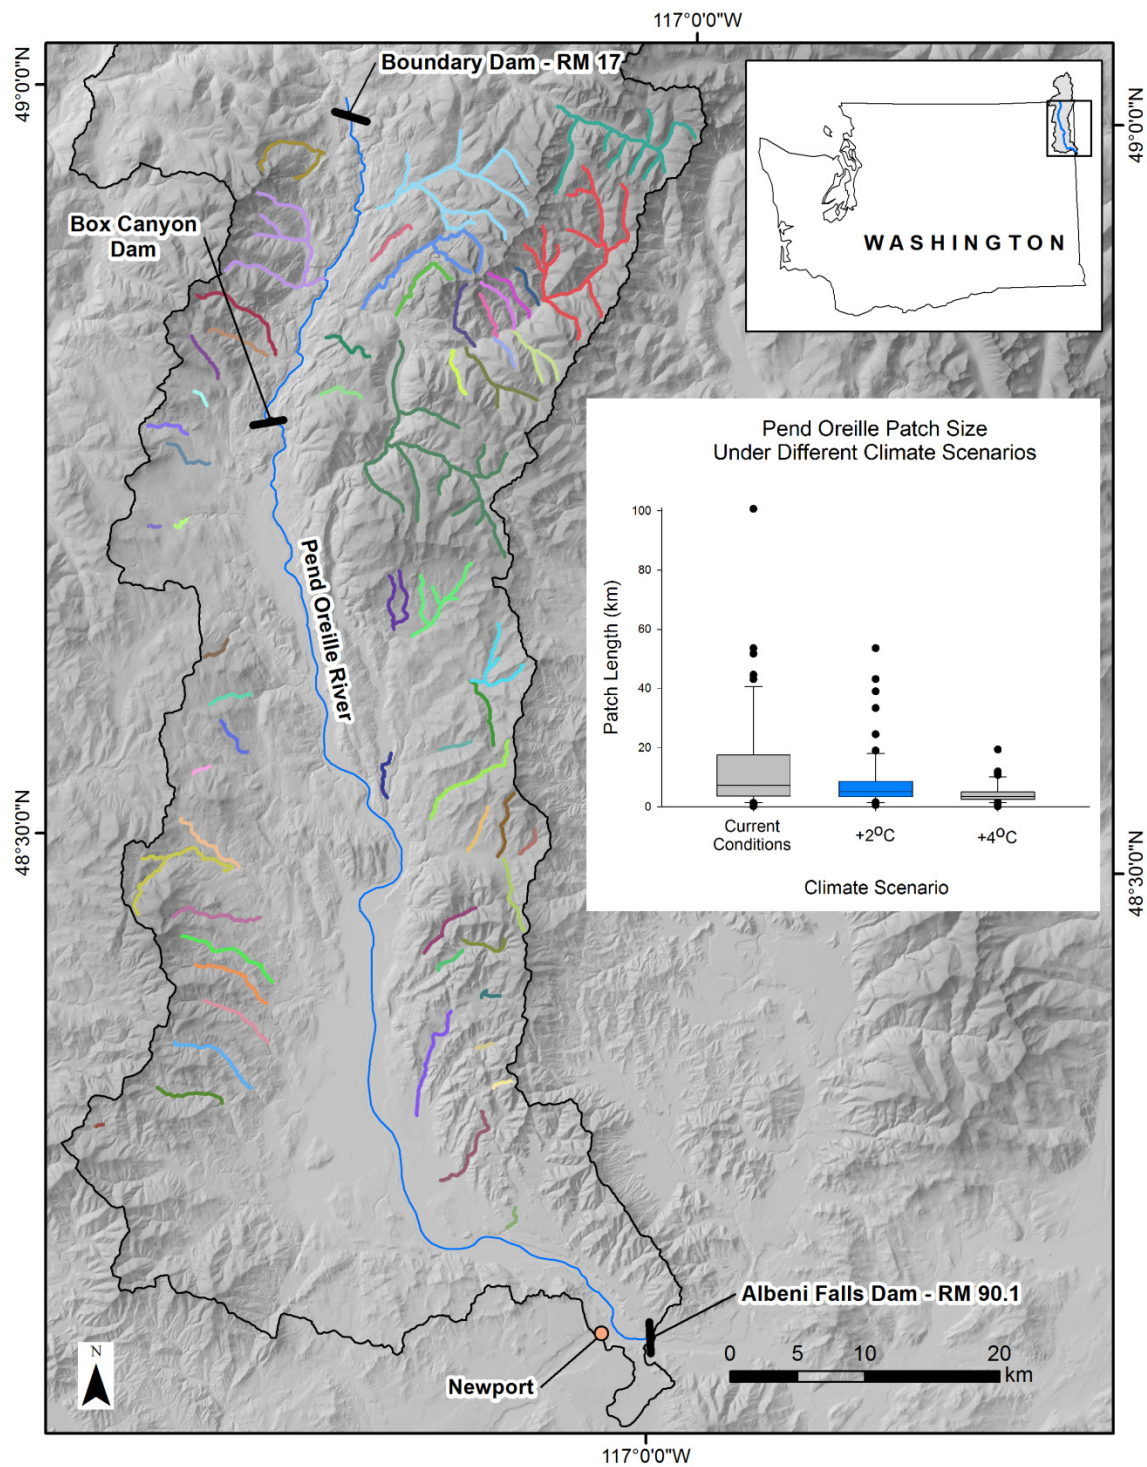 117°0'0"W
49°0'0"N
Boundary Dam - RM 17
49°0'0"N
WASHINGTON
Box Canyon
Dam
Pend Oreille Patch Size
Under Different Climate Scenarios
100
80
60
40
20
0
Patch Length (km)
Current
Conditions
+2°C
+4°C
Climate Scenario
Pend Oreille River
48°30'0"N
48°30'0"N
Albeni Falls Dam - RM 90.1
N
Newport
0 5 10 20
km
117°0'0"W